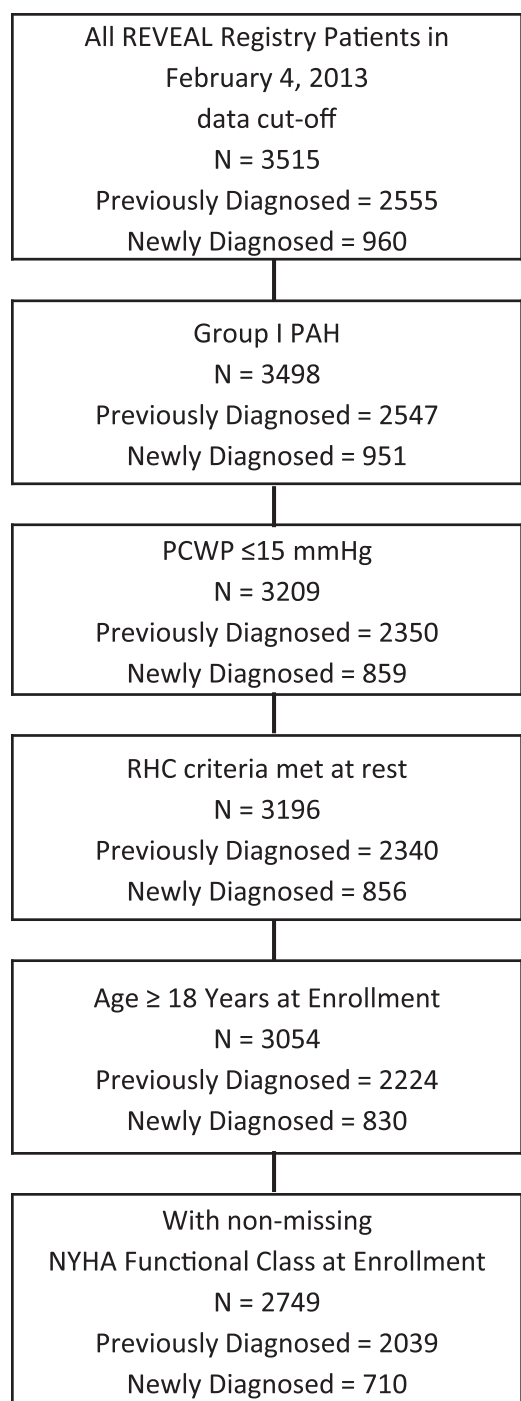 All REVEAL Registry Patients in
February 4, 2013
data cut-off
N = 3515
Previously Diagnosed = 2555
Newly Diagnosed = 960
Group I PAH
N = 3498
Previously Diagnosed = 2547
Newly Diagnosed = 951
PCWP ≤15 mmHg
N = 3209
Previously Diagnosed = 2350
Newly Diagnosed = 859
RHC criteria met at rest
N = 3196
Previously Diagnosed = 2340
Newly Diagnosed = 856
Age ≥ 18 Years at Enrollment
N = 3054
Previously Diagnosed = 2224
Newly Diagnosed = 830
With non-missing
NYHA Functional Class at Enrollment
N = 2749
Previously Diagnosed = 2039
Newly Diagnosed = 710